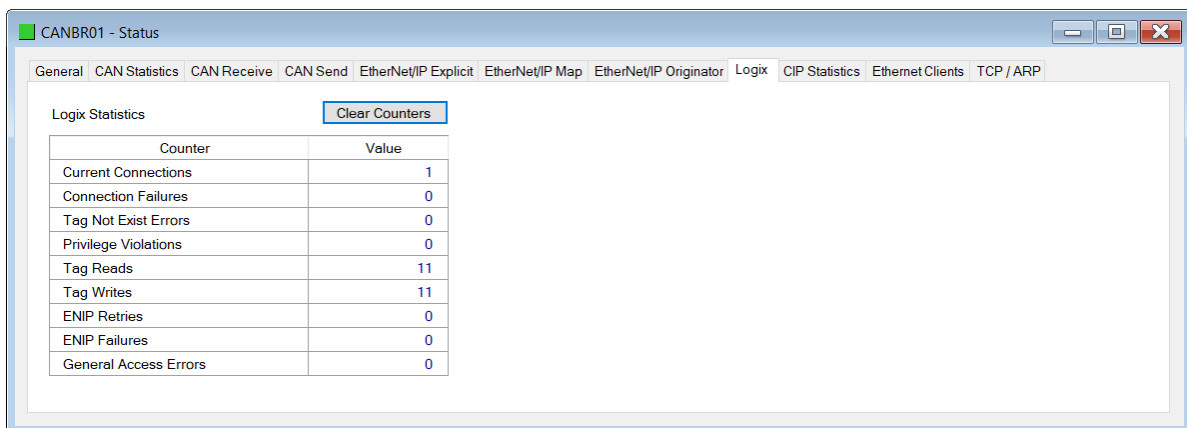 CANBR01 - Status
General CAN Statistics CAN Receive CAN Send EtherNet/IP Explicit EtherNet/IP Map EtherNet/IP Originator Logix CIP Statistics Ethernet Clients TCP / ARP
Logix Statistics Clear Counters
Counter Value
Current Connections 1
Connection Failures 0
Tag Not Exist Errors 0
Privilege Violations 0
Tag Reads 11
Tag Writes 11
ENIP Retries 0
ENIP Failures 0
General Access Errors 0